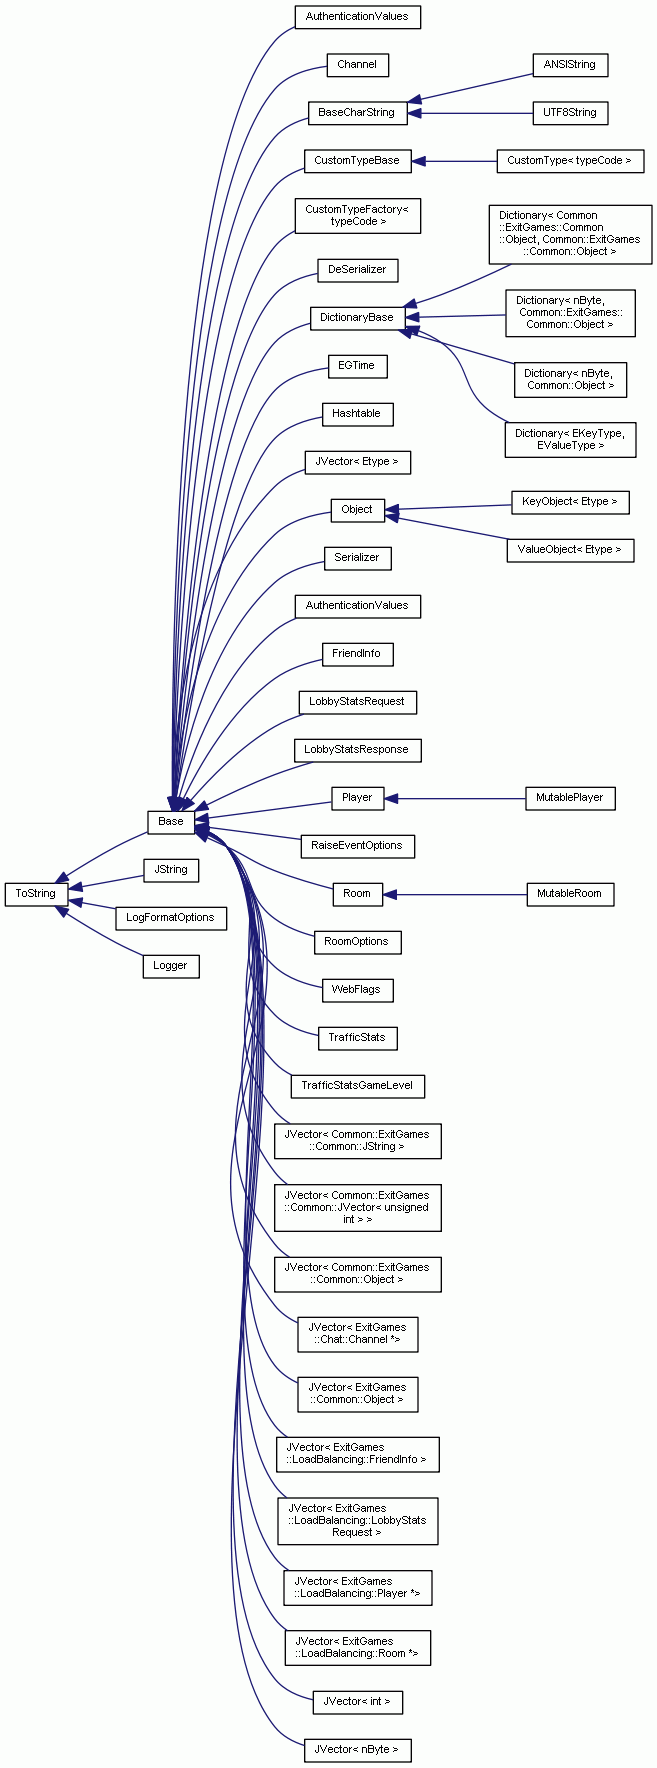 AuthenticationValues
Channel
ANSIString
BaseCharString
UTF8String
CustomTypeBase
CustomType< typeCode >
CustomTypeFactory<
typeCode >
Dictionary< Common
::ExitGames::Common
::Object, Common::ExitGames
::Common::Object >
DeSerializer
Dictionary< nByte,
Common::ExitGames::
Common::Object >
DictionaryBase
EGTime
Dictionary< nByte,
Common::Object >
Hashtable
Dictionary< EKeyType,
EValueType >
JVector< Etype >
Object
KeyObject< Etype >
ValueObject< Etype >
Serializer
AuthenticationValues
FriendInfo
LobbyStatsRequest
LobbyStatsResponse
Player
MutablePlayer
Base
RaiseEventOptions
JString
ToString
Room
MutableRoom
LogFormatOptions
RoomOptions
Logger
WebFlags
TrafficStats
TrafficStatsGameLevel
JVector< Common::ExitGames
::Common::JString >
JVector< Common::ExitGames
::Common::JVector< unsigned
int > >
JVector< Common::ExitGames
::Common::Object >
JVector< ExitGames
::Chat::Channel *>
JVector< ExitGames
::Common::Object >
JVector< ExitGames
::LoadBalancing::FriendInfo >
JVector< ExitGames
::LoadBalancing::LobbyStats
Request >
JVector< ExitGames
::LoadBalancing::Player *>
JVector< ExitGames
::LoadBalancing::Room *>
JVector< int >
JVector< nByte >